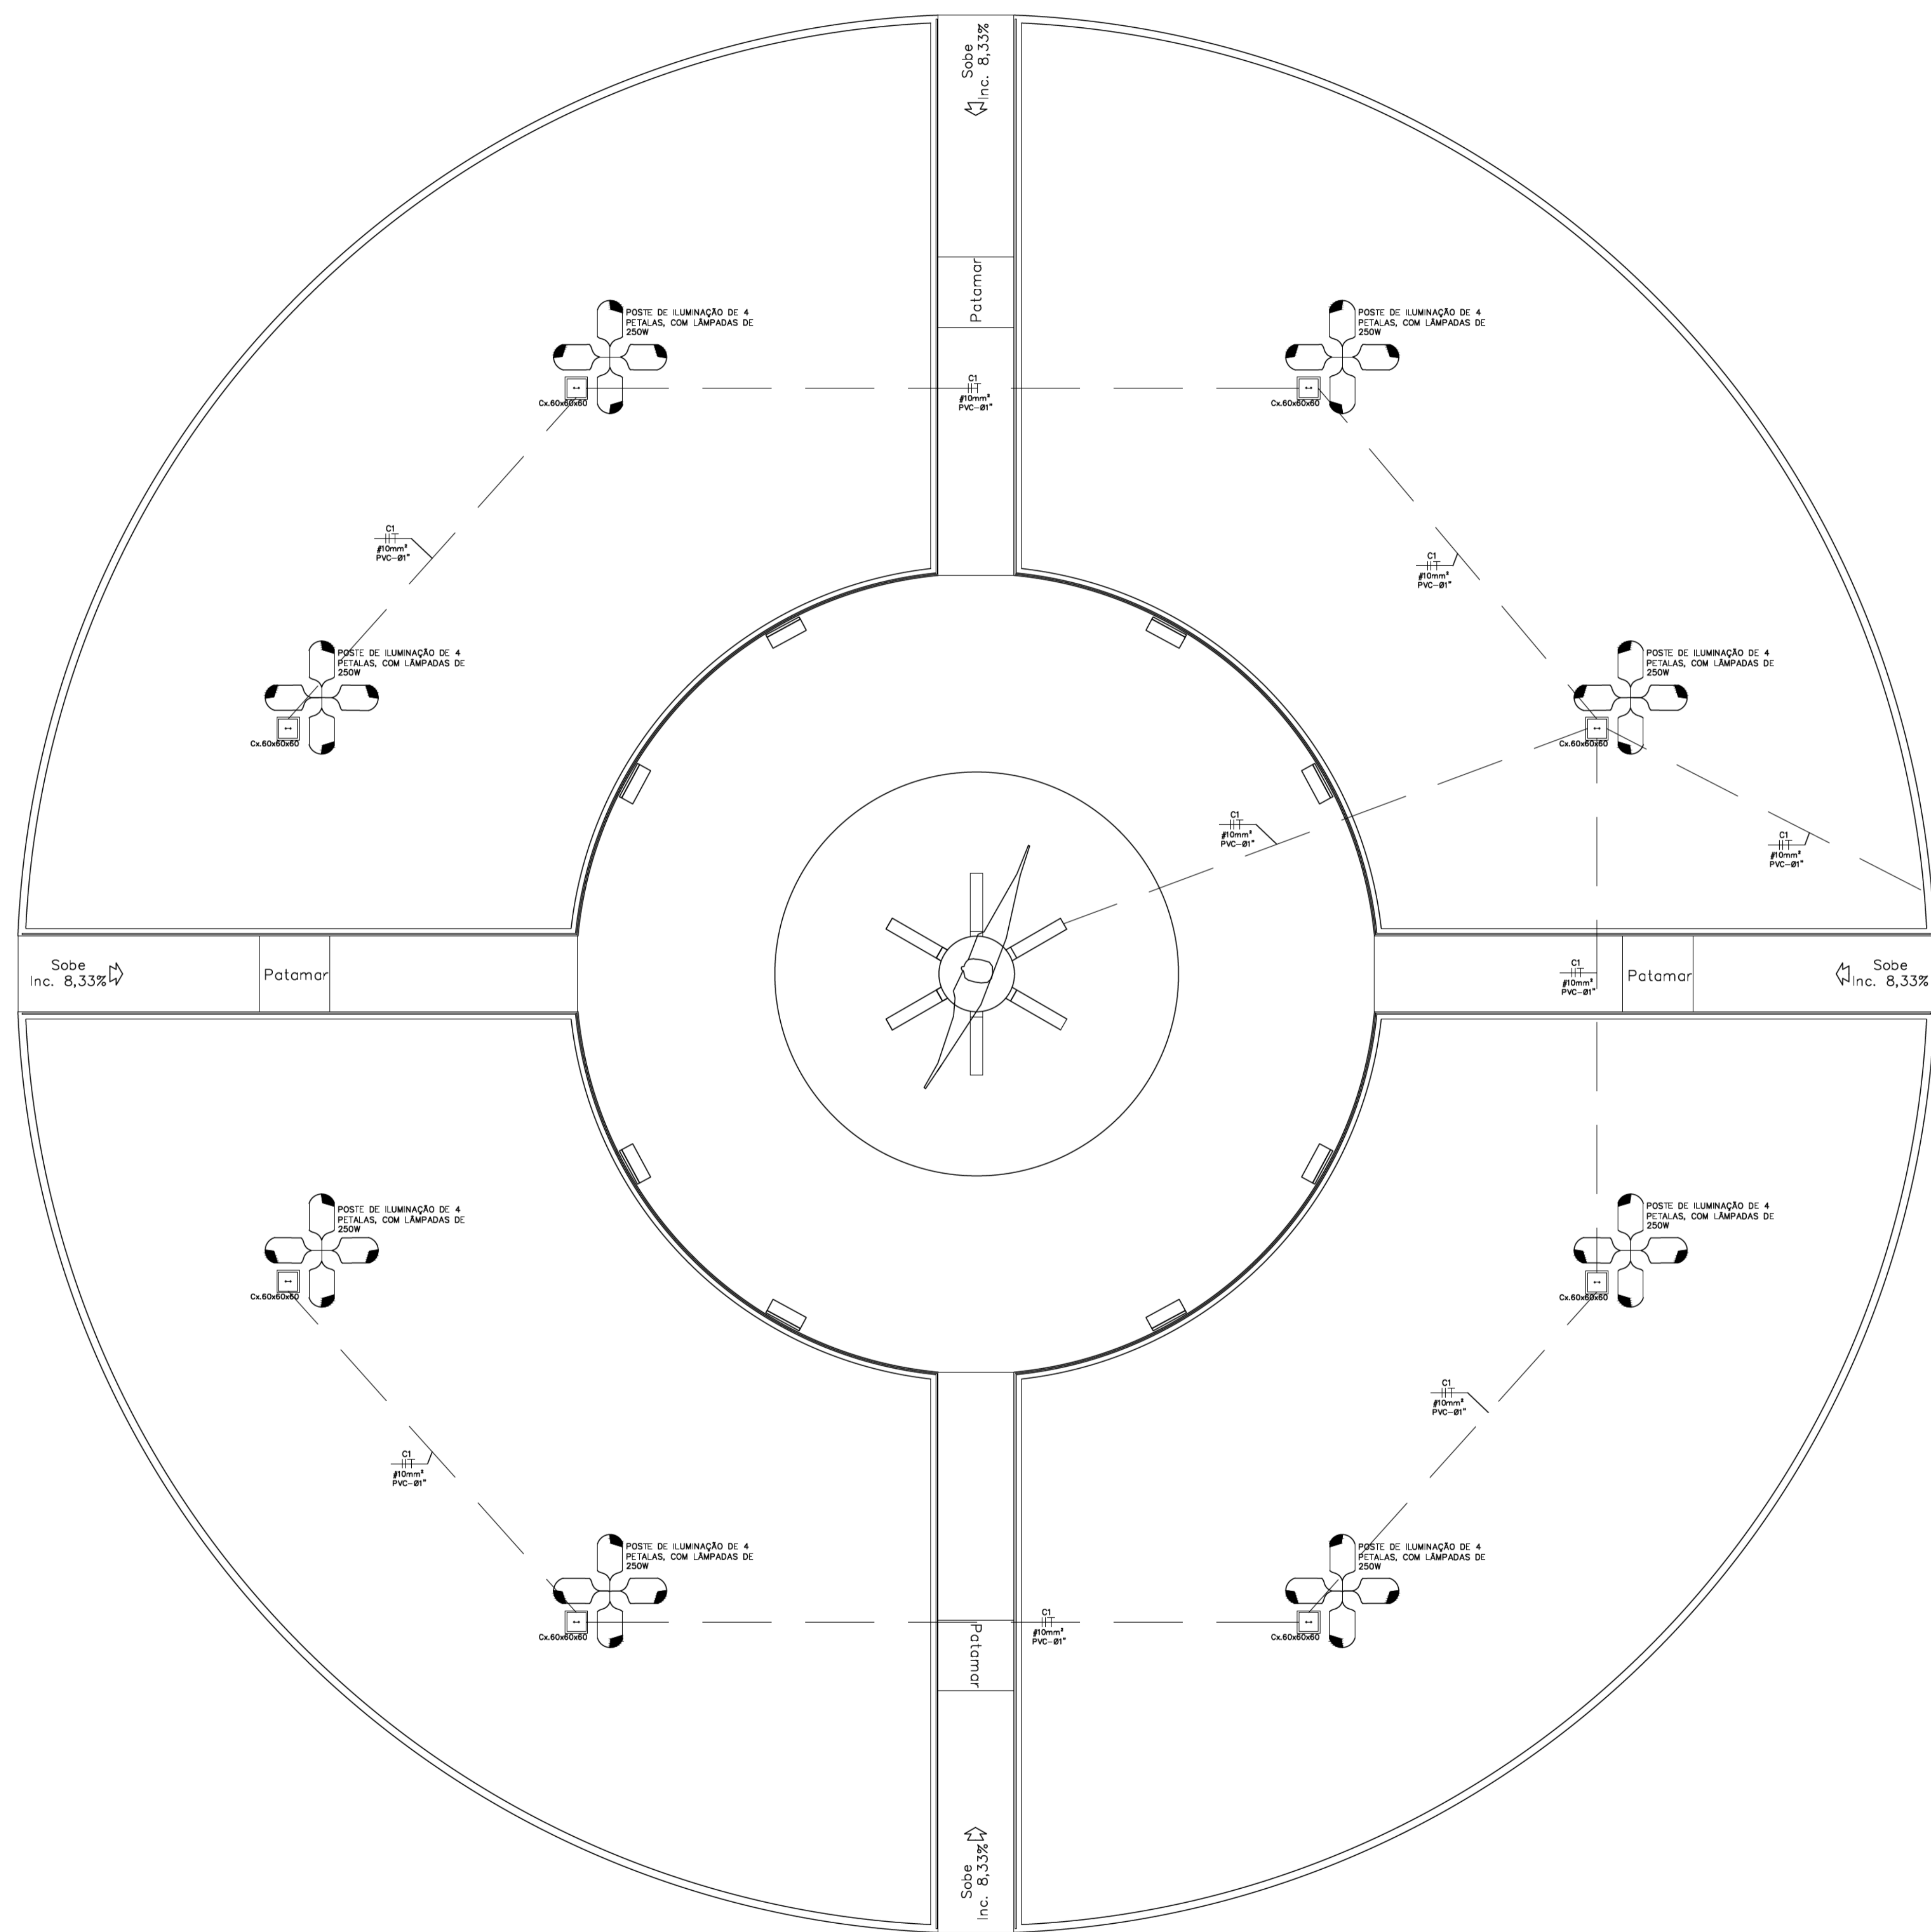 Sobe
Inc. 8,33%
Patamar
POSTE DE ILUMINAÇÃO DE 4
PETALAS, COM LÂMPADAS DE
250W
Cx.60x60x60
POSTE DE ILUMINAÇÃO DE 4
PETALAS, COM LÂMPADAS DE
250W
Cx.60x60x60
C1
#10mm²
PVC-Ø1"
C1
#10mm²
PVC-Ø1"
C1
#10mm²
PVC-Ø1"
POSTE DE ILUMINAÇÃO DE 4
PETALAS, COM LÂMPADAS DE
250W
Cx.60x60x60
POSTE DE ILUMINAÇÃO DE 4
PETALAS, COM LÂMPADAS DE
250W
Cx.60x60x60
C1
#10mm²
PVC-Ø1"
C1
#10mm²
PVC-Ø1"
Sobe
Inc. 8,33%
Patamar
C1
#10mm²
PVC-Ø1"
Patamar
Sobe
Inc. 8,33%
POSTE DE ILUMINAÇÃO DE 4
PETALAS, COM LÂMPADAS DE
250W
Cx.60x60x60
POSTE DE ILUMINAÇÃO DE 4
PETALAS, COM LÂMPADAS DE
250W
Cx.60x60x60
C1
#10mm²
PVC-Ø1"
C1
#10mm²
PVC-Ø1"
POSTE DE ILUMINAÇÃO DE 4
PETALAS, COM LÂMPADAS DE
250W
Cx.60x60x60
POSTE DE ILUMINAÇÃO DE 4
PETALAS, COM LÂMPADAS DE
250W
Cx.60x60x60
C1
#10mm²
PVC-Ø1"
Patamar
Sobe
Inc. 8,33%